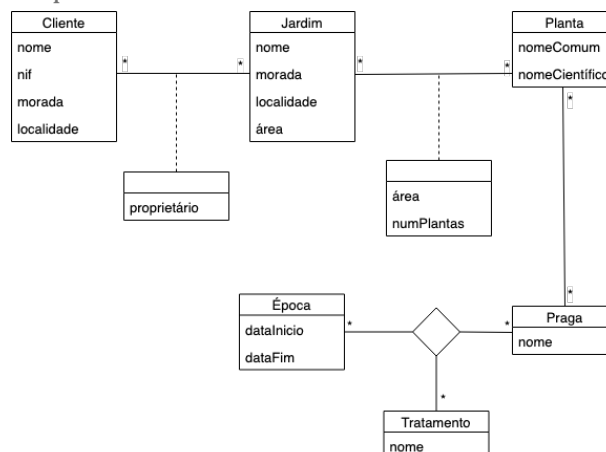 Cliente
nome
nif
morada
localidade
*
*
Jardim
nome
morada
localidade
área
*
*
Planta
nomeComum
nomeCientífico
*
proprietário
área
numPlantas
*
Época
dataInicio
dataFim
*
*
Praga
nome
*
Tratamento
nome